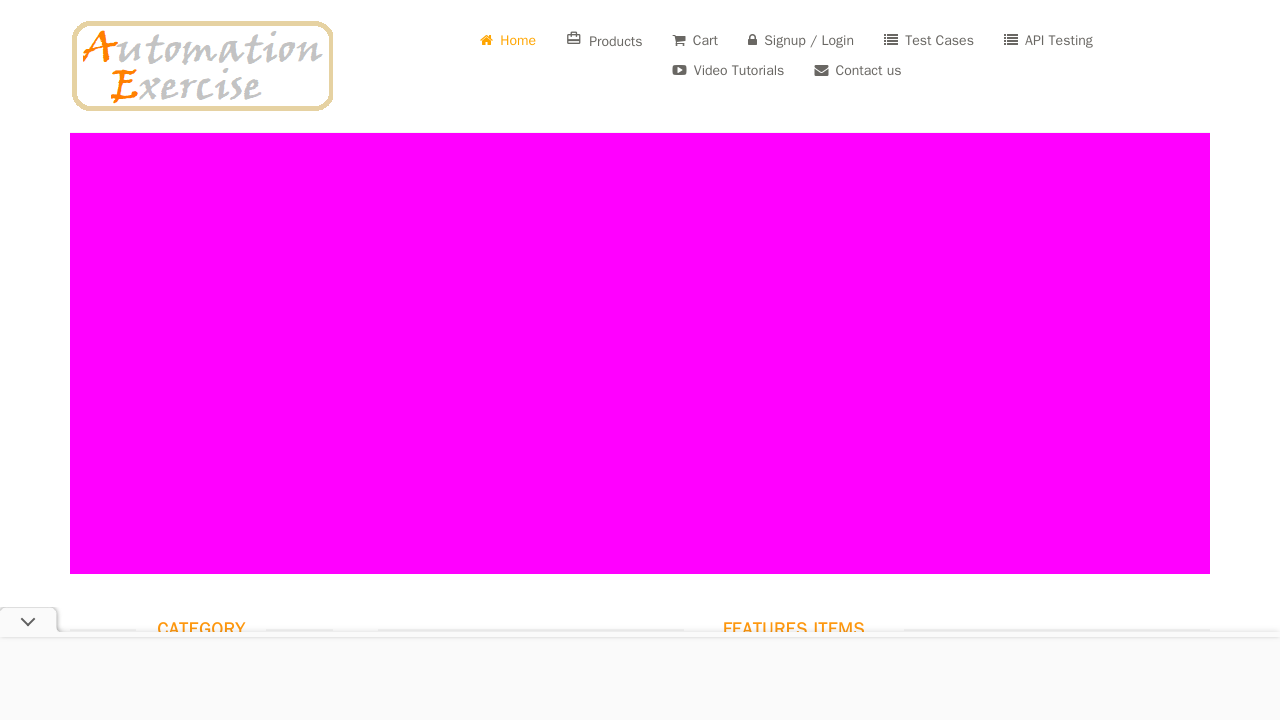 Automation
Exercise
Home Products Cart Signup / Login Test Cases API Testing
Video Tutorials Contact us
CATEGORY FEATURES ITEMS